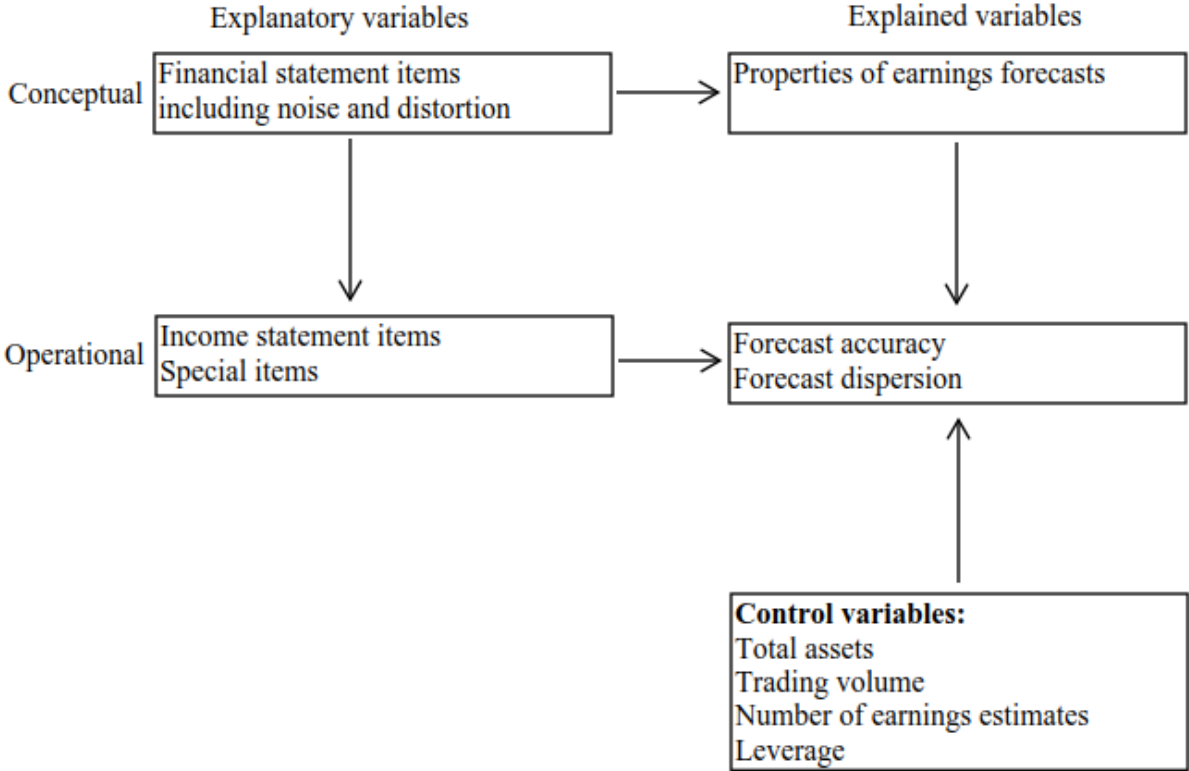 Explanatory variables
Explained variables
Conceptual
Financial statement items
including noise and distortion
Properties of earnings forecasts
Operational
Income statement items
Special items
Forecast accuracy
Forecast dispersion
Control variables:
Total assets
Trading volume
Number of earnings estimates
Leverage